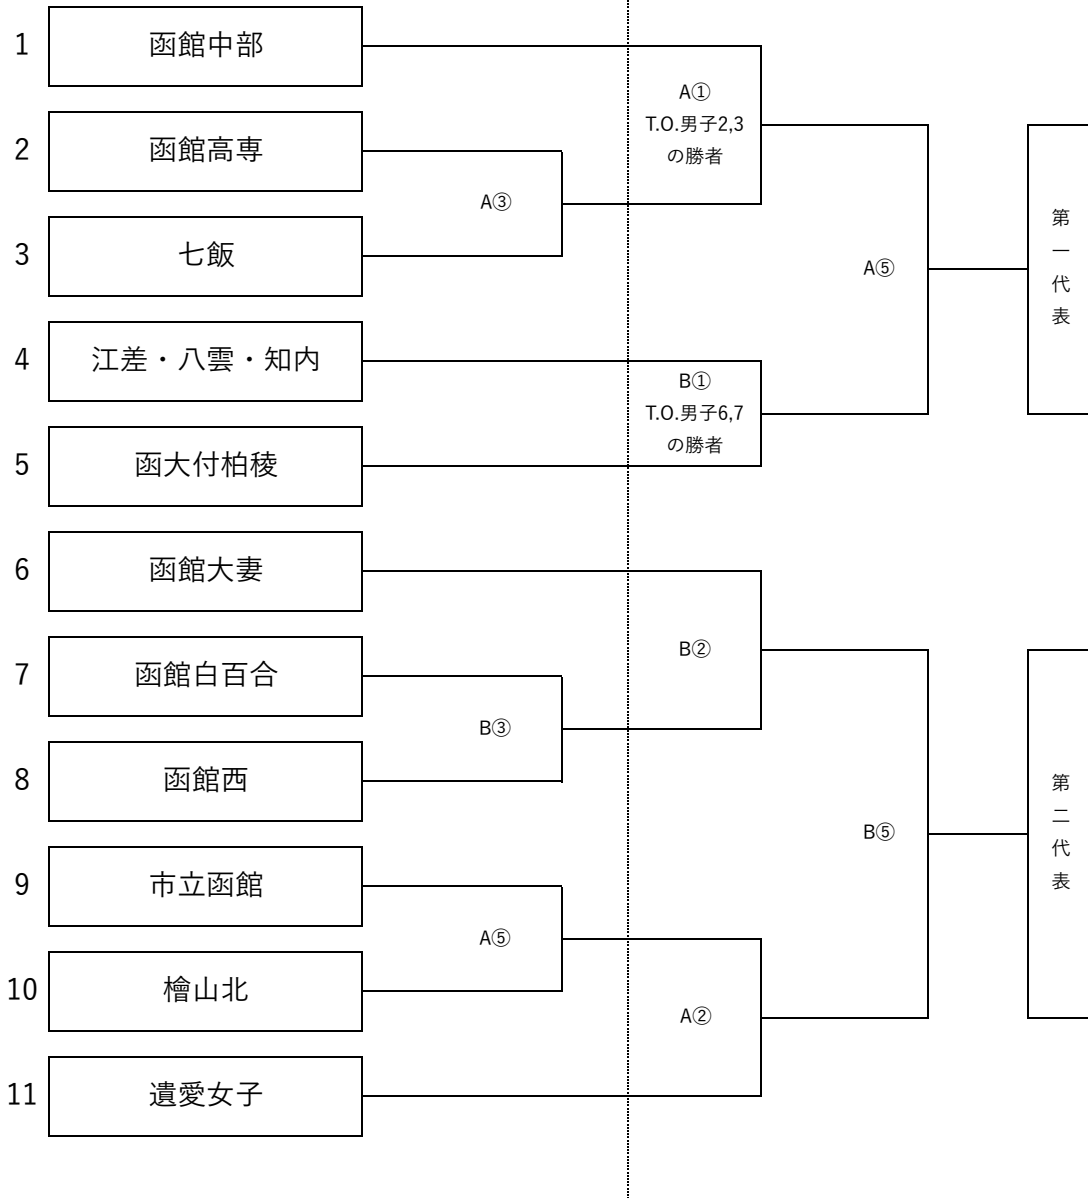 1 函館中部
A①
T.O.男子2,3
の勝者
2 函館高専
A③
3 七飯
第一代表
A⑤
4 江差・八雲・知内
B①
T.O.男子6,7
の勝者
5 函大付柏稜
6 函館大妻
B②
7 函館白百合
B③
8 函館西
第二代表
B⑤
9 市立函館
A⑤
10 檜山北
A②
11 遺愛女子